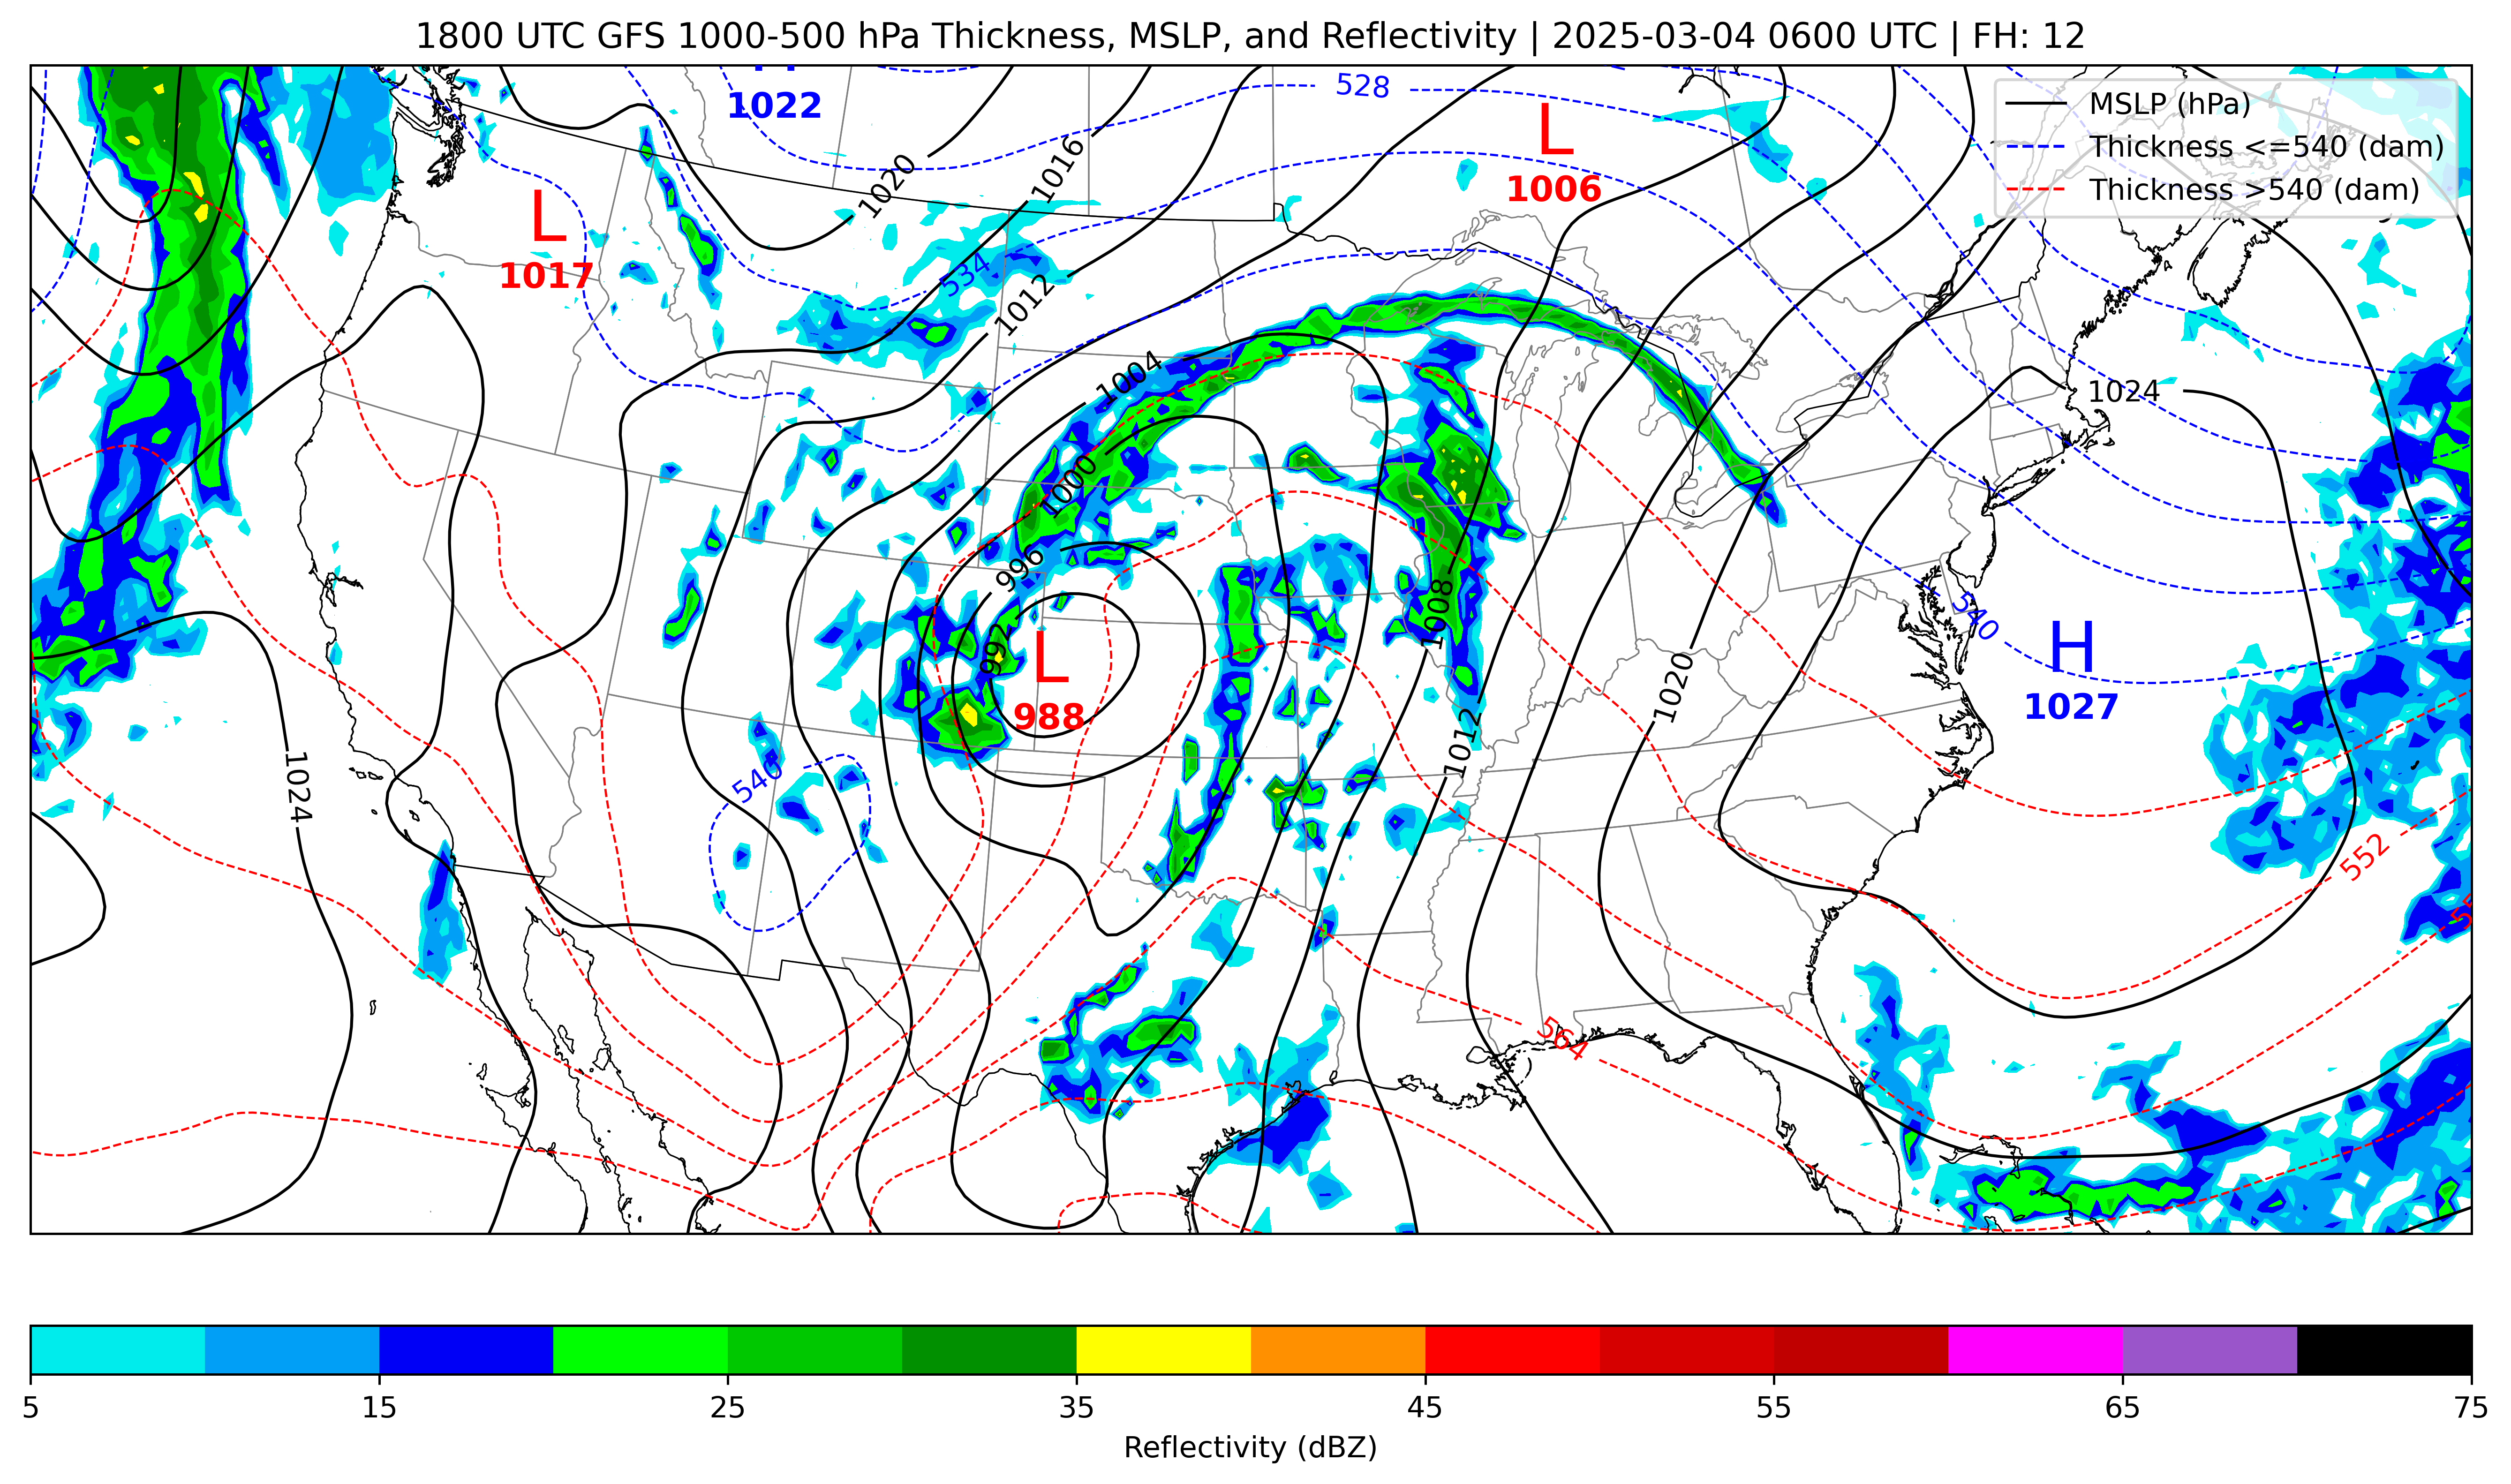 1800 UTC GFS 1000-500 hPa Thickness, MSLP, and Reflectivity | 2025-03-04 0600 UTC | FH: 12
MSLP (hPa)
Thickness <=540 (dam)
Thickness >540 (dam)
1022
528
L
1006
1016
1020
L
1017
534
1012
1004
1024
1000
996
1008
540
992
L
988
H
1027
1020
1012
540
1024
552
564
5 15 25 35 45 55 65 75
Reflectivity (dBZ)